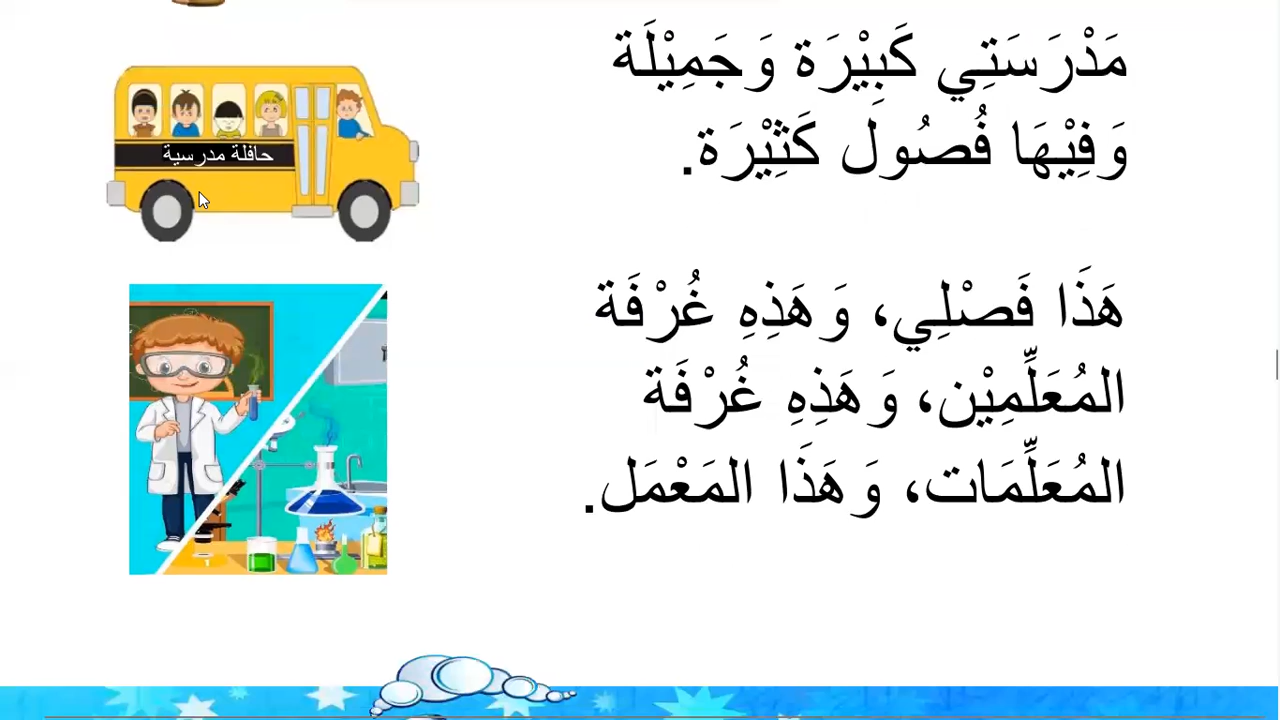 مَدْرَسَتِي كَبِيْرَة وَجَمِيْلَة
وَفِيْهَا فُصُول كَثِيْرَة.
حافلة مدرسية
هَذَا فَصْلِي، وَهَذِهِ غُرْفَة
المُعَلِّمِيْن، وَهَذِهِ غُرْفَة
المُعَلِّمَات، وَهَذَا المَعْمَل.